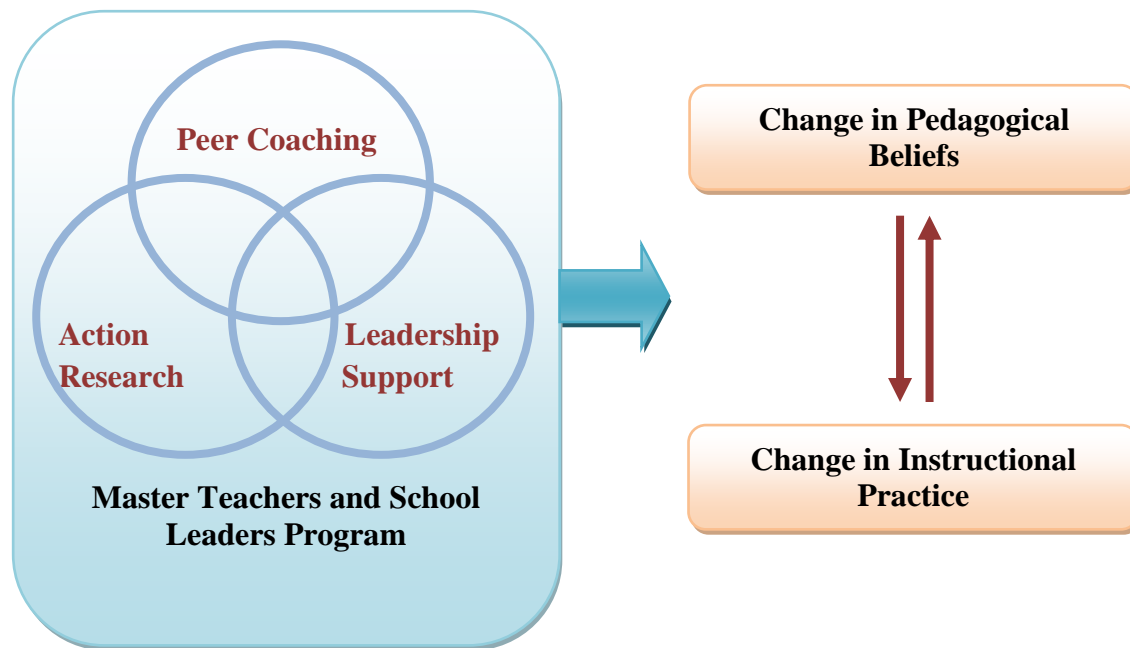 Peer Coaching
Action
Research
Leadership
Support
Master Teachers and School
Leaders Program
Change in Pedagogical
Beliefs
Change in Instructional
Practice